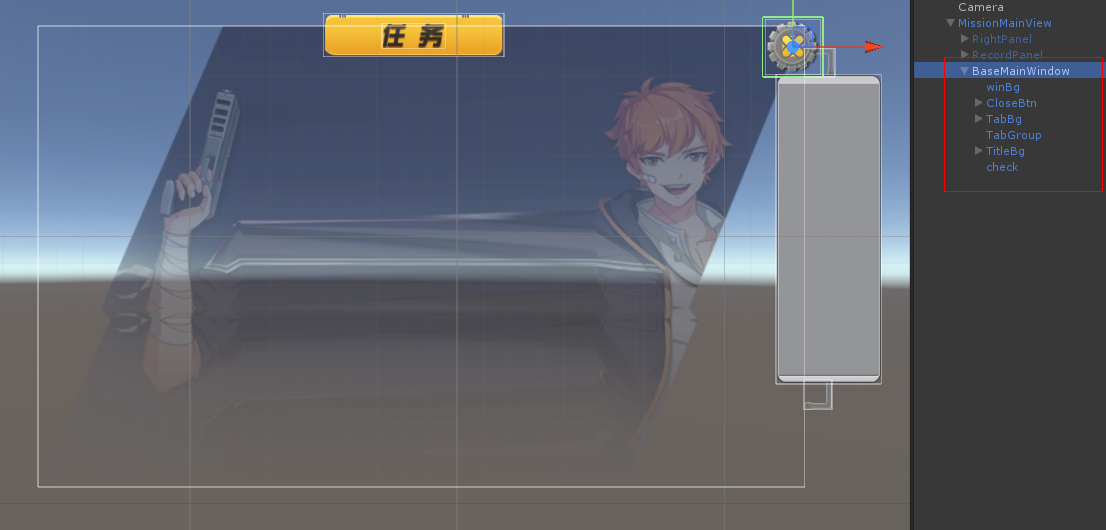 任务
Camera
MissionMainView
RightPanel
RecordPanel
BaseMainWindow
winBg
CloseBtn
TabBg
TabGroup
TitleBg
check